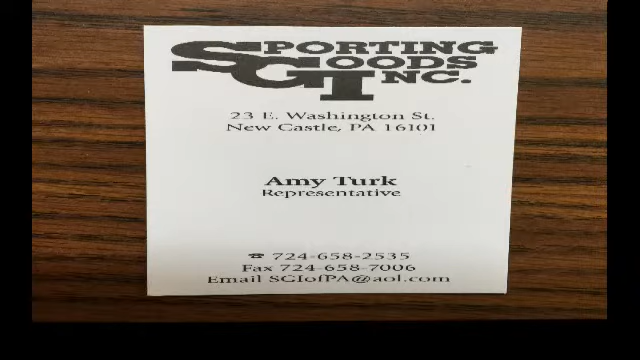 SPORTING
GOODS
INC.
23 E. Washington St.
New Castle, PA 16101
Amy Turk
Representative
☎ 724-658-2535
Fax 724-658-7006
Email SGIofPA@aol.com